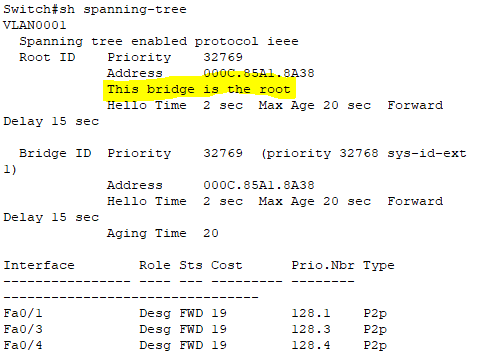 Switch#sh spanning-tree
VLAN0001
  Spanning tree enabled protocol ieee
  Root ID    Priority    32769
             Address     000C.85A1.8A38
             This bridge is the root
             Hello Time  2 sec  Max Age 20 sec  Forward
Delay 15 sec

  Bridge ID  Priority    32769  (priority 32768 sys-id-ext
1)
             Address     000C.85A1.8A38
             Hello Time  2 sec  Max Age 20 sec  Forward
Delay 15 sec
             Aging Time  20

Interface        Role Sts Cost      Prio.Nbr Type
---------------- ---- --- --------- --------
--------------------------------
Fa0/1            Desg FWD 19        128.1    P2p
Fa0/3            Desg FWD 19        128.3    P2p
Fa0/4            Desg FWD 19        128.4    P2p